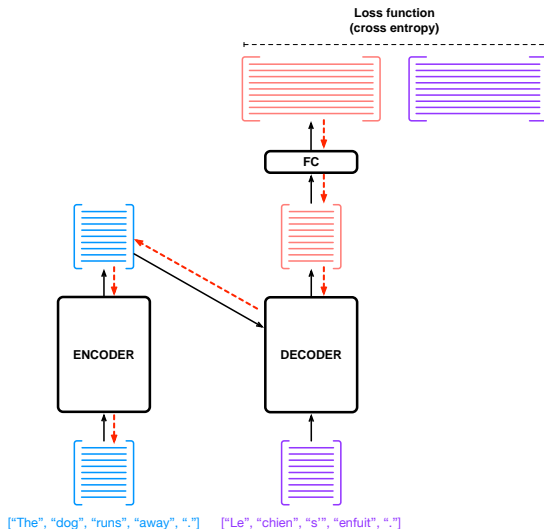 Loss function
(cross entropy)
FC
ENCODER
DECODER
[“The”, “dog”, “runs”, “away”, “.”]
[“Le”, “chien”, “s’”, “enfuit”, “.”]